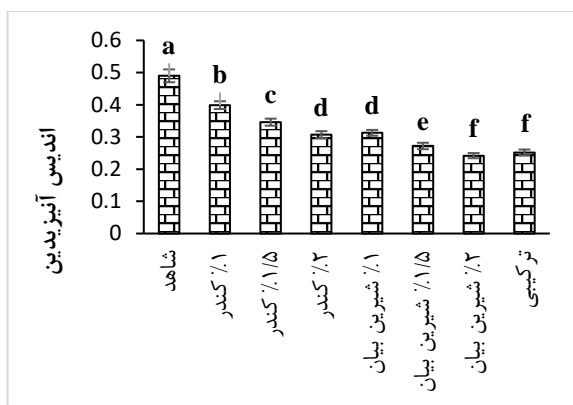 اندیس آنیزیدین
0.6
0.5
0.4
0.3
0.2
0.1
0
a
b
c
d
d
e
f
f
شاهد
۱٪ کندر
۱/۵٪ کندر
۲٪ کندر
۱٪ شیرین بیان
۱/۵٪ شیرین بیان
۲٪ شیرین بیان
ترکیبی